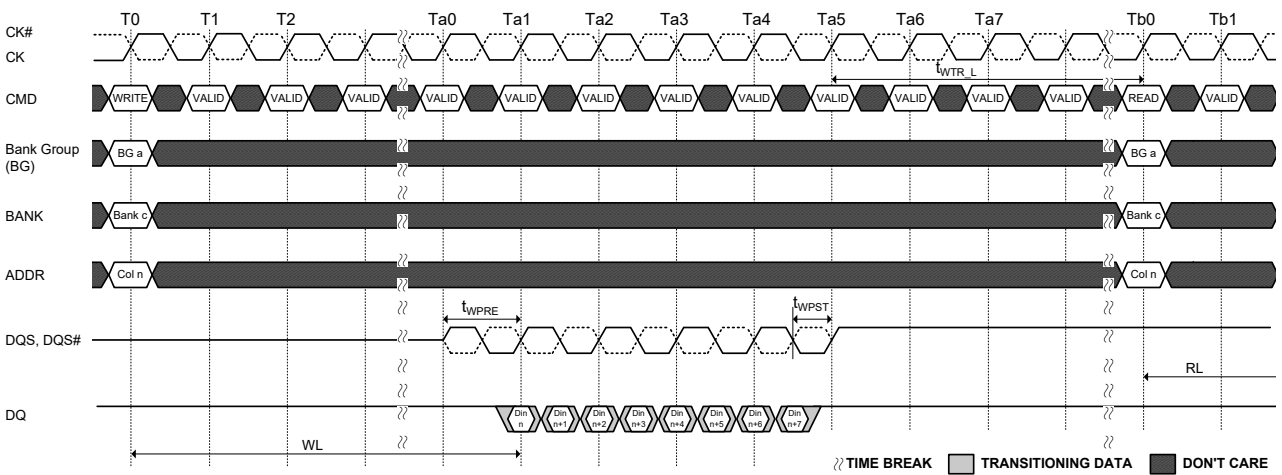 T0 T1 T2 Ta0 Ta1 Ta2 Ta3 Ta4 Ta5 Ta6 Ta7 Tb0 Tb1
CK#
CK
tWTR_L
CMD WRITE VALID VALID VALID VALID VALID VALID VALID VALID VALID VALID VALID VALID READ VALID
Bank Group
(BG)
BG a BG a
BANK Bank c Bank c
ADDR Col n Col n
tWPRE tWPST
DQS, DQS#
RL
DQ Din n Din n+1 Din n+2 Din n+3 Din n+4 Din n+5 Din n+6 Din n+7
WL
TIME BREAK TRANSITIONING DATA DON'T CARE